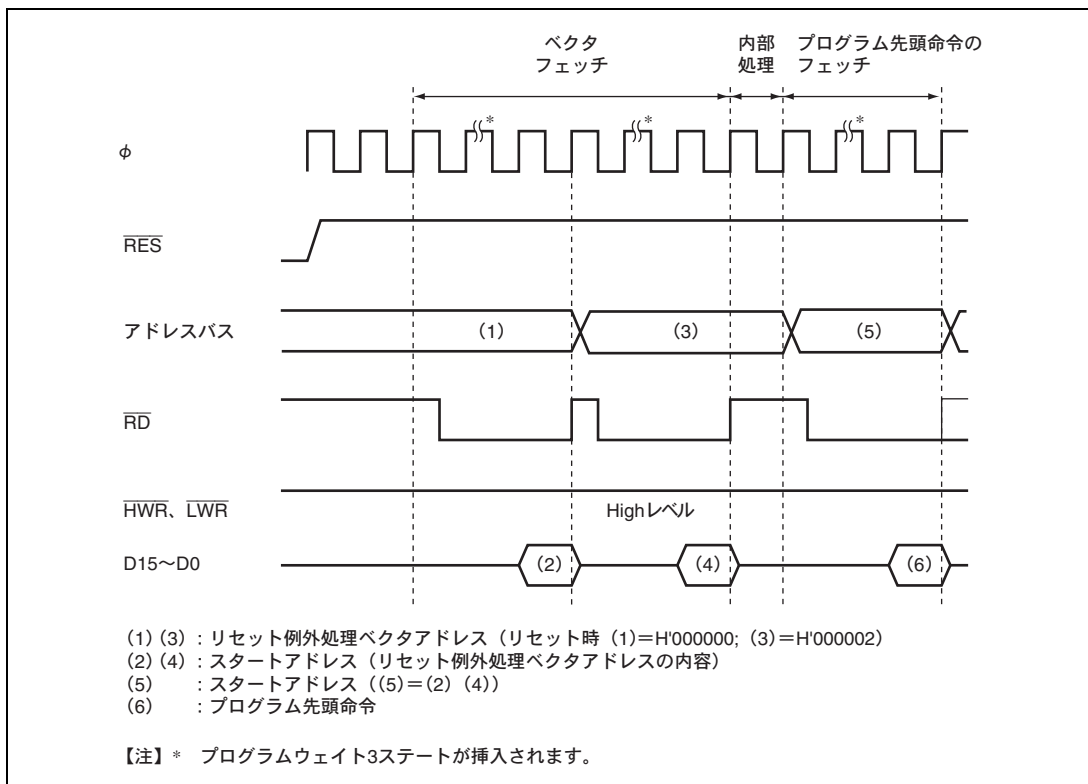 ベクタ
フェッチ
内部
処理
プログラム先頭命令の
フェッチ
*
*
*
φ
RES
アドレスバス
(1)
(3)
(5)
RD
HWR、LWR
Highレベル
D15~D0
(2)
(4)
(6)
(1)(3):リセット例外処理ベクタアドレス(リセット時 (1)=H'000000; (3)=H'000002)
(2)(4):スタートアドレス(リセット例外処理ベクタアドレスの内容)
(5) :スタートアドレス((5)=(2) (4))
(6) :プログラム先頭命令
【注】* プログラムウェイト3ステートが挿入されます。